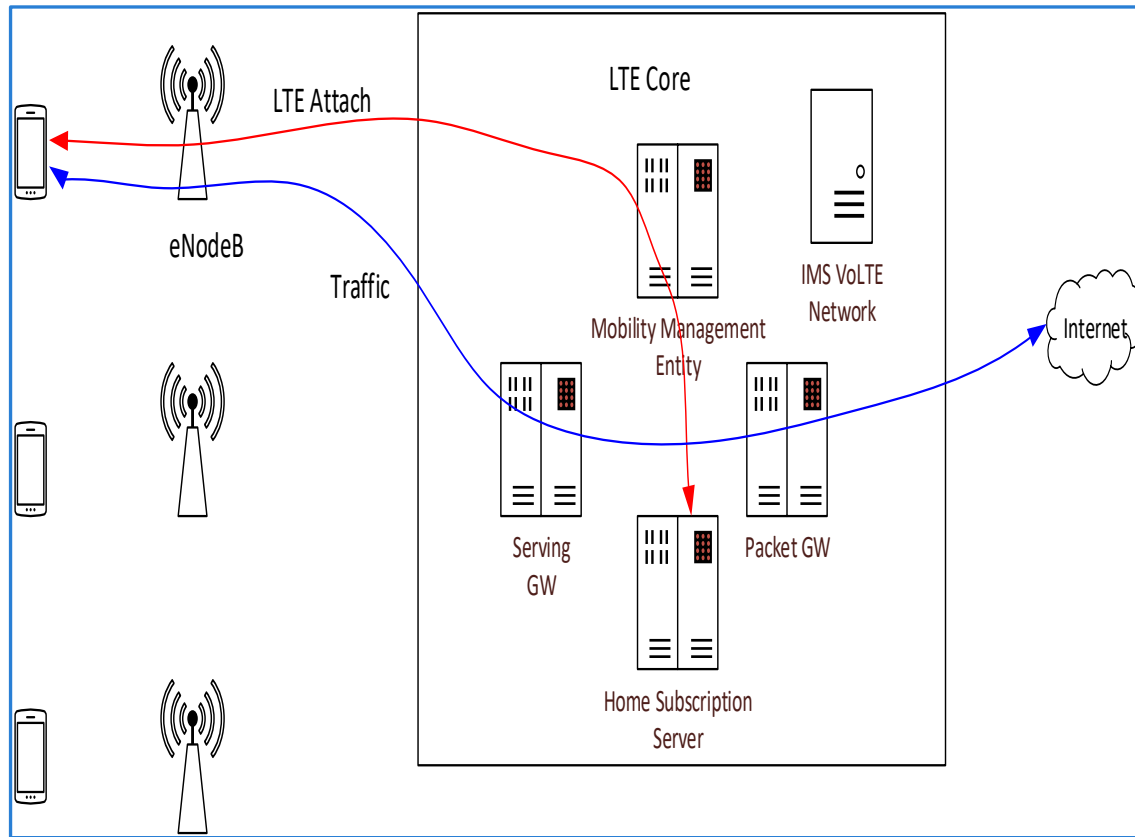 LTE Attach
LTE Core
eNodeB
Traffic
IMS VoLTE
Network
Mobility Management
Entity
Internet
Serving
GW
Packet GW
Home Subscription
Server